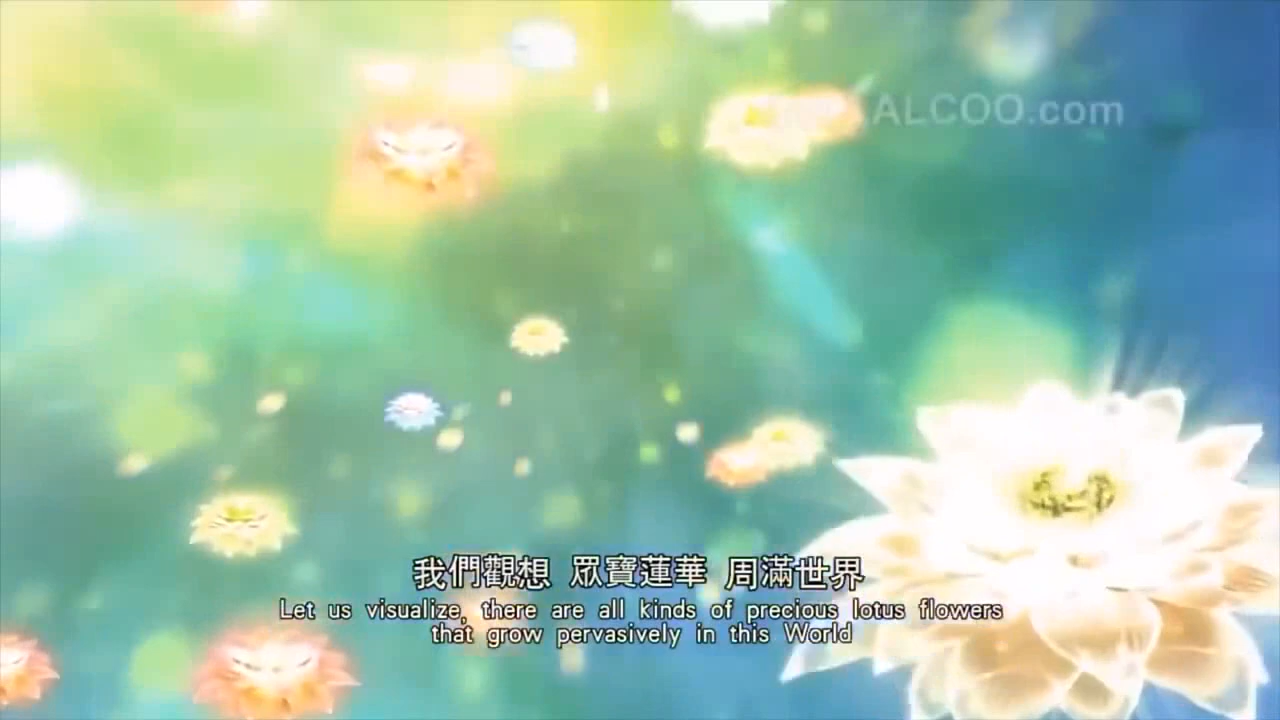 ALCOO.com
我們觀想 眾寶蓮華 周滿世界
Let us visualize, there are all kinds of precious lotus flowers
that grow pervasively in this World